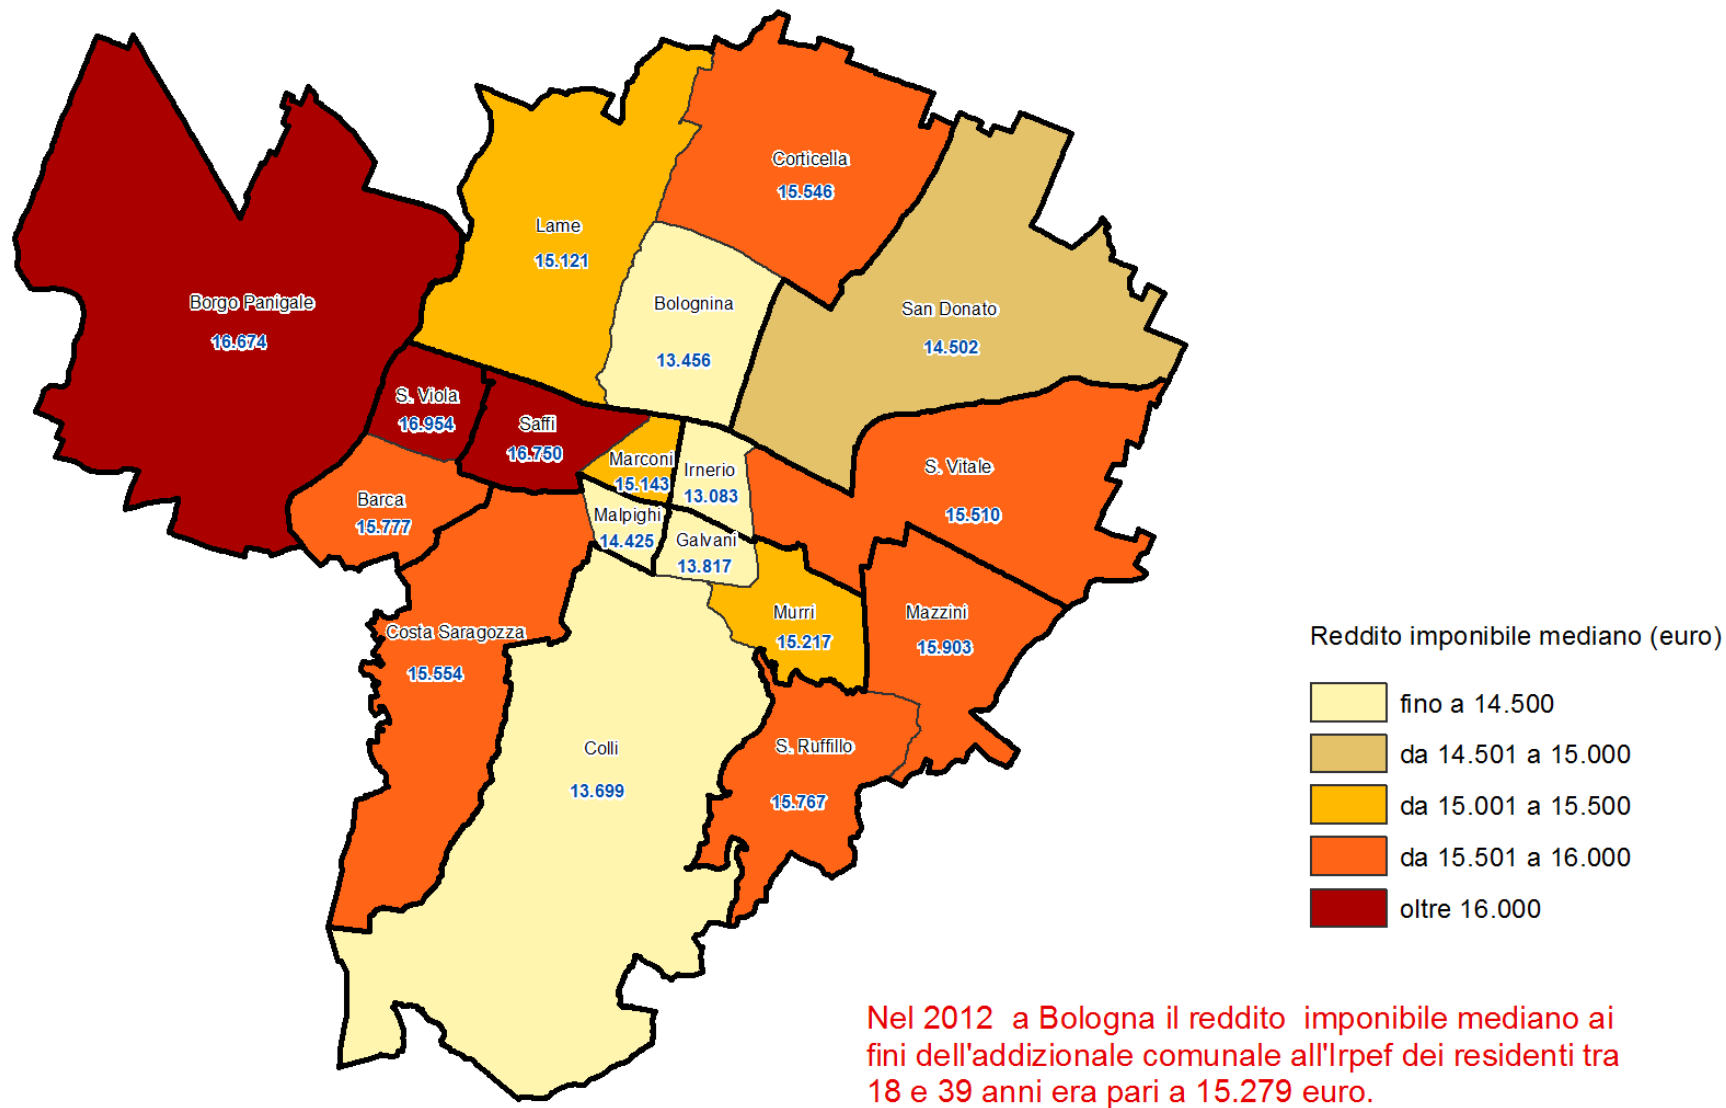 Corticella
15.546
Lame
15.121
Borgo Panigale
16.674
Bolognina
13.456
San Donato
14.502
S. Viola
16.954
Saffi
16.750
Marconi
15.143
Irnerio
13.083
S. Vitale
15.510
Barca
15.777
Malpighi
14.425
Galvani
13.817
Murri
15.217
Mazzini
15.903
Costa Saragozza
15.554
Colli
13.699
S. Ruffillo
15.767
Reddito imponibile mediano (euro)
fino a 14.500
da 14.501 a 15.000
da 15.001 a 15.500
da 15.501 a 16.000
oltre 16.000
Nel 2012 a Bologna il reddito imponibile mediano ai
fini dell'addizionale comunale all'Irpef dei residenti tra
18 e 39 anni era pari a 15.279 euro.